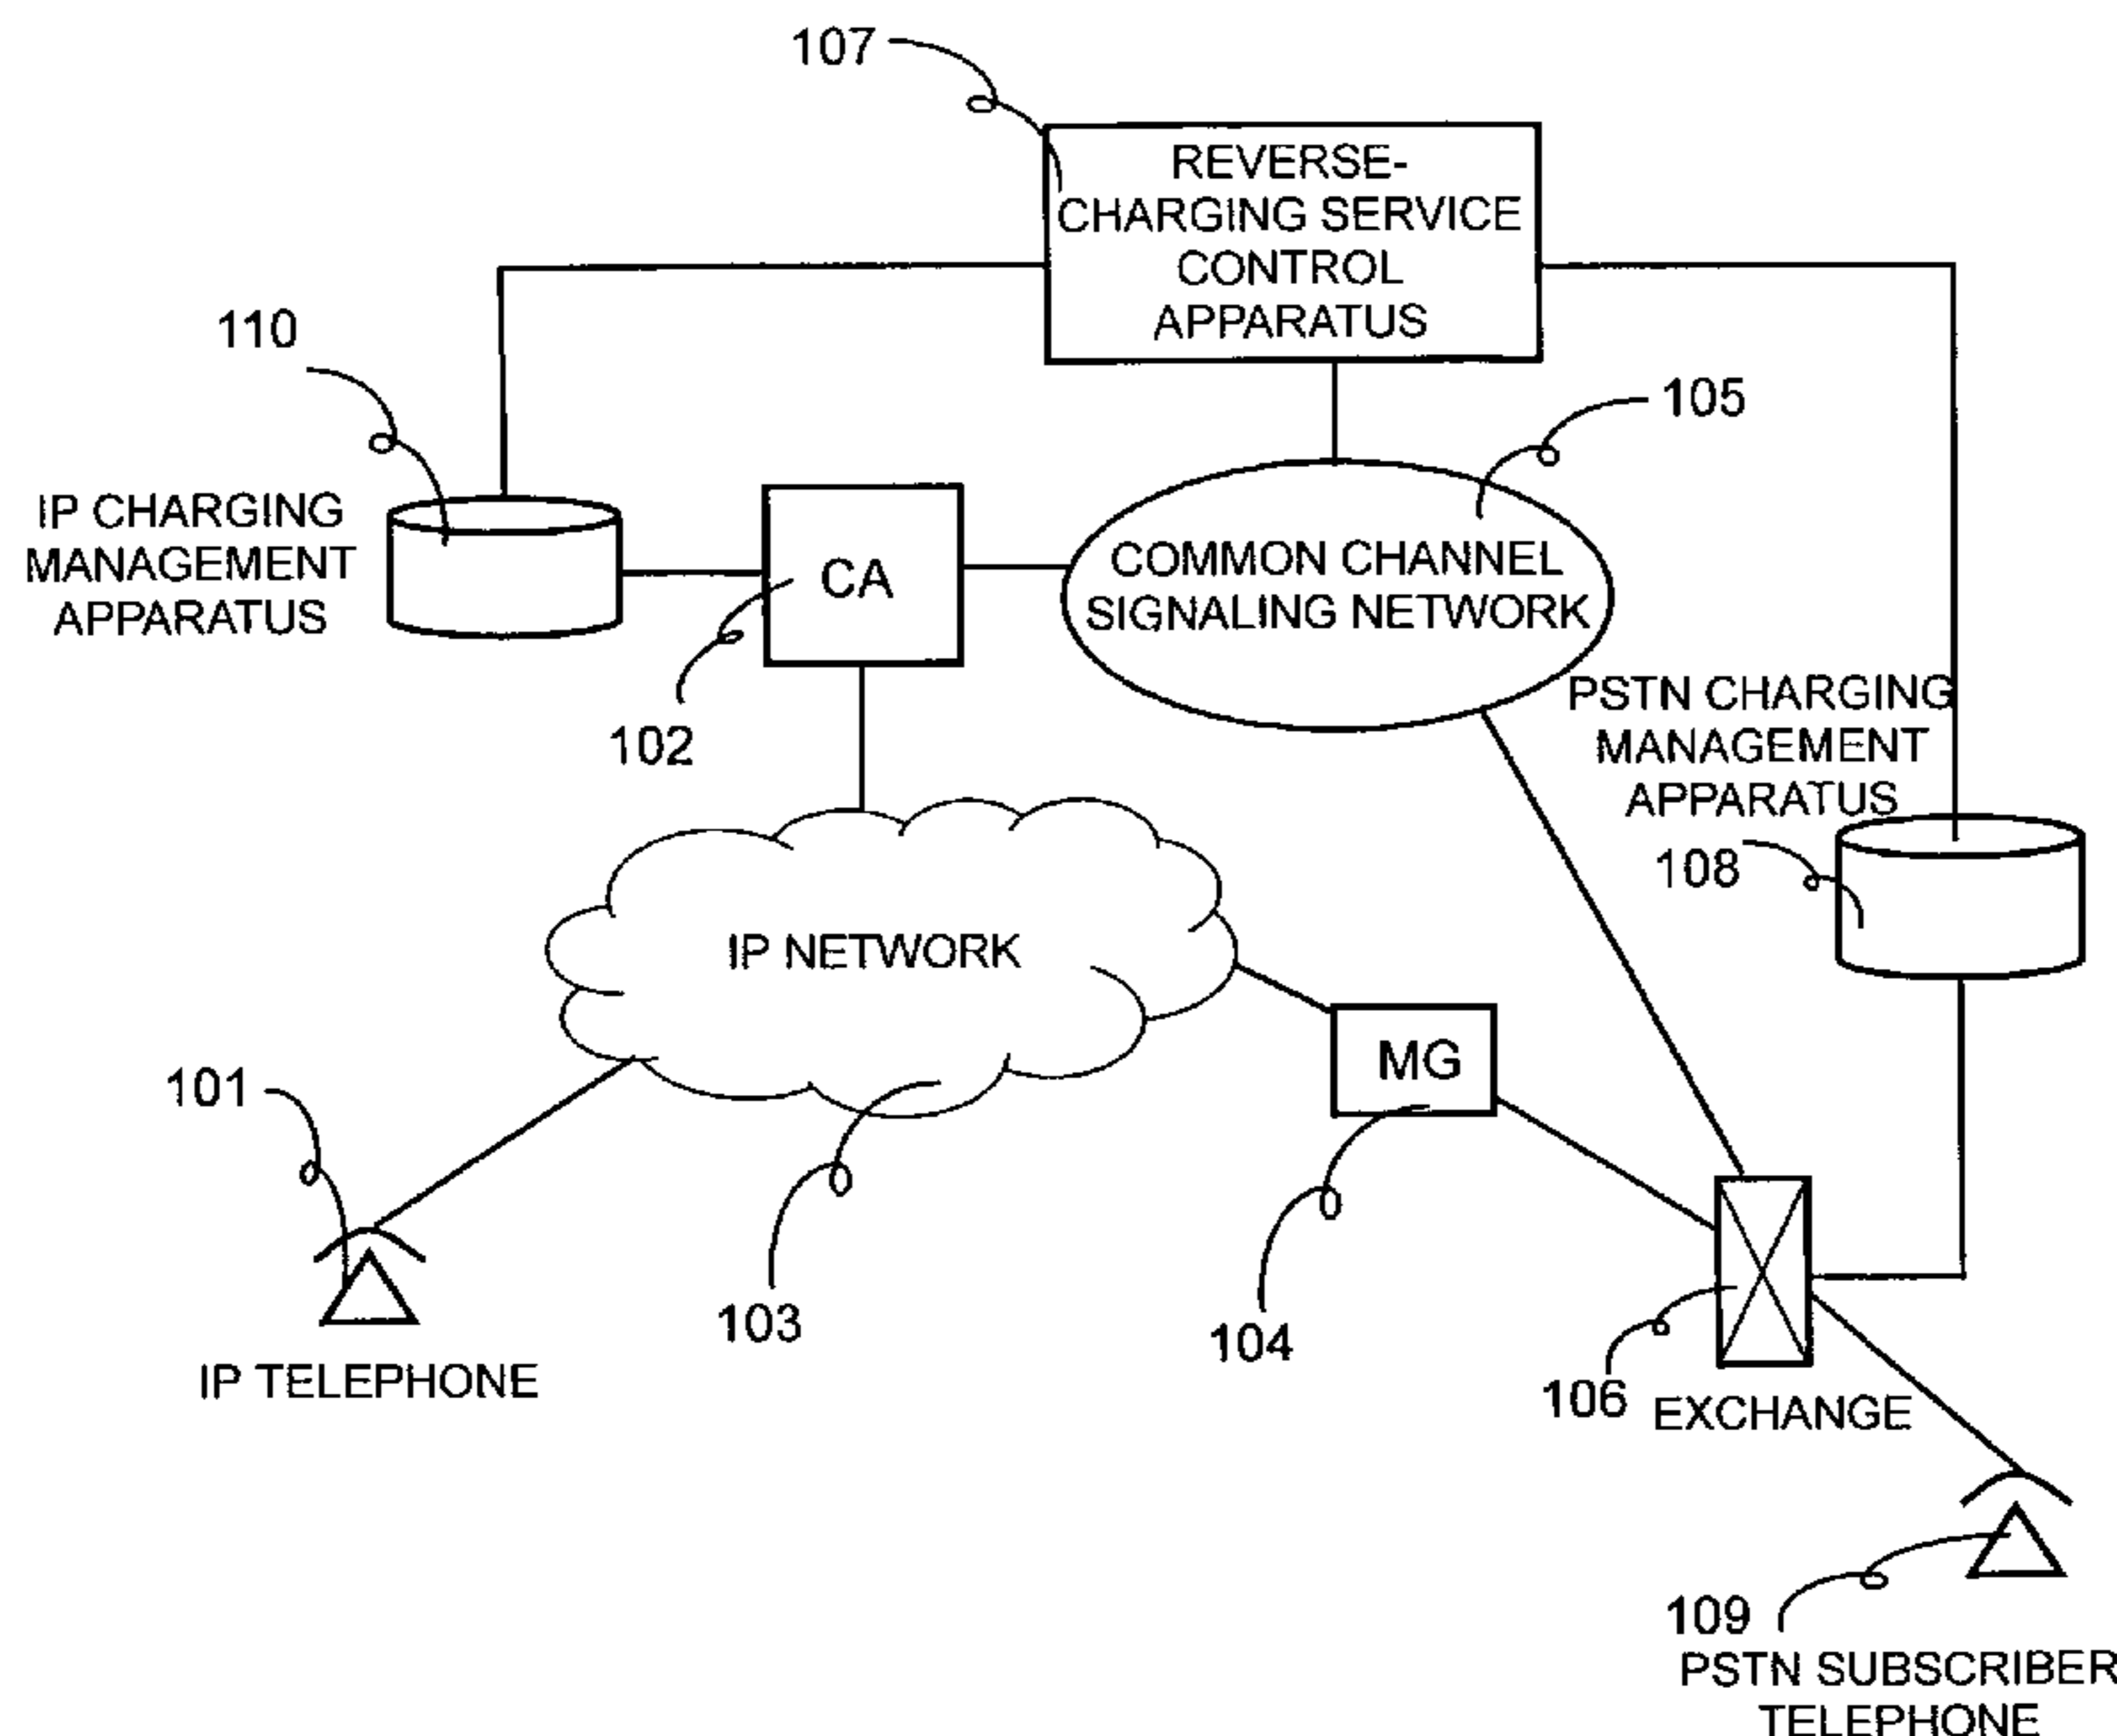 107
REVERSE-
CHARGING SERVICE
CONTROL
APPARATUS
110
105
IP CHARGING
MANAGEMENT
APPARATUS
CA
COMMON CHANNEL
SIGNALING NETWORK
102
PSTN CHARGING
MANAGEMENT
APPARATUS
108
IP NETWORK
MG
101
103
104
IP TELEPHONE
106
EXCHANGE
109
PSTN SUBSCRIBER
TELEPHONE